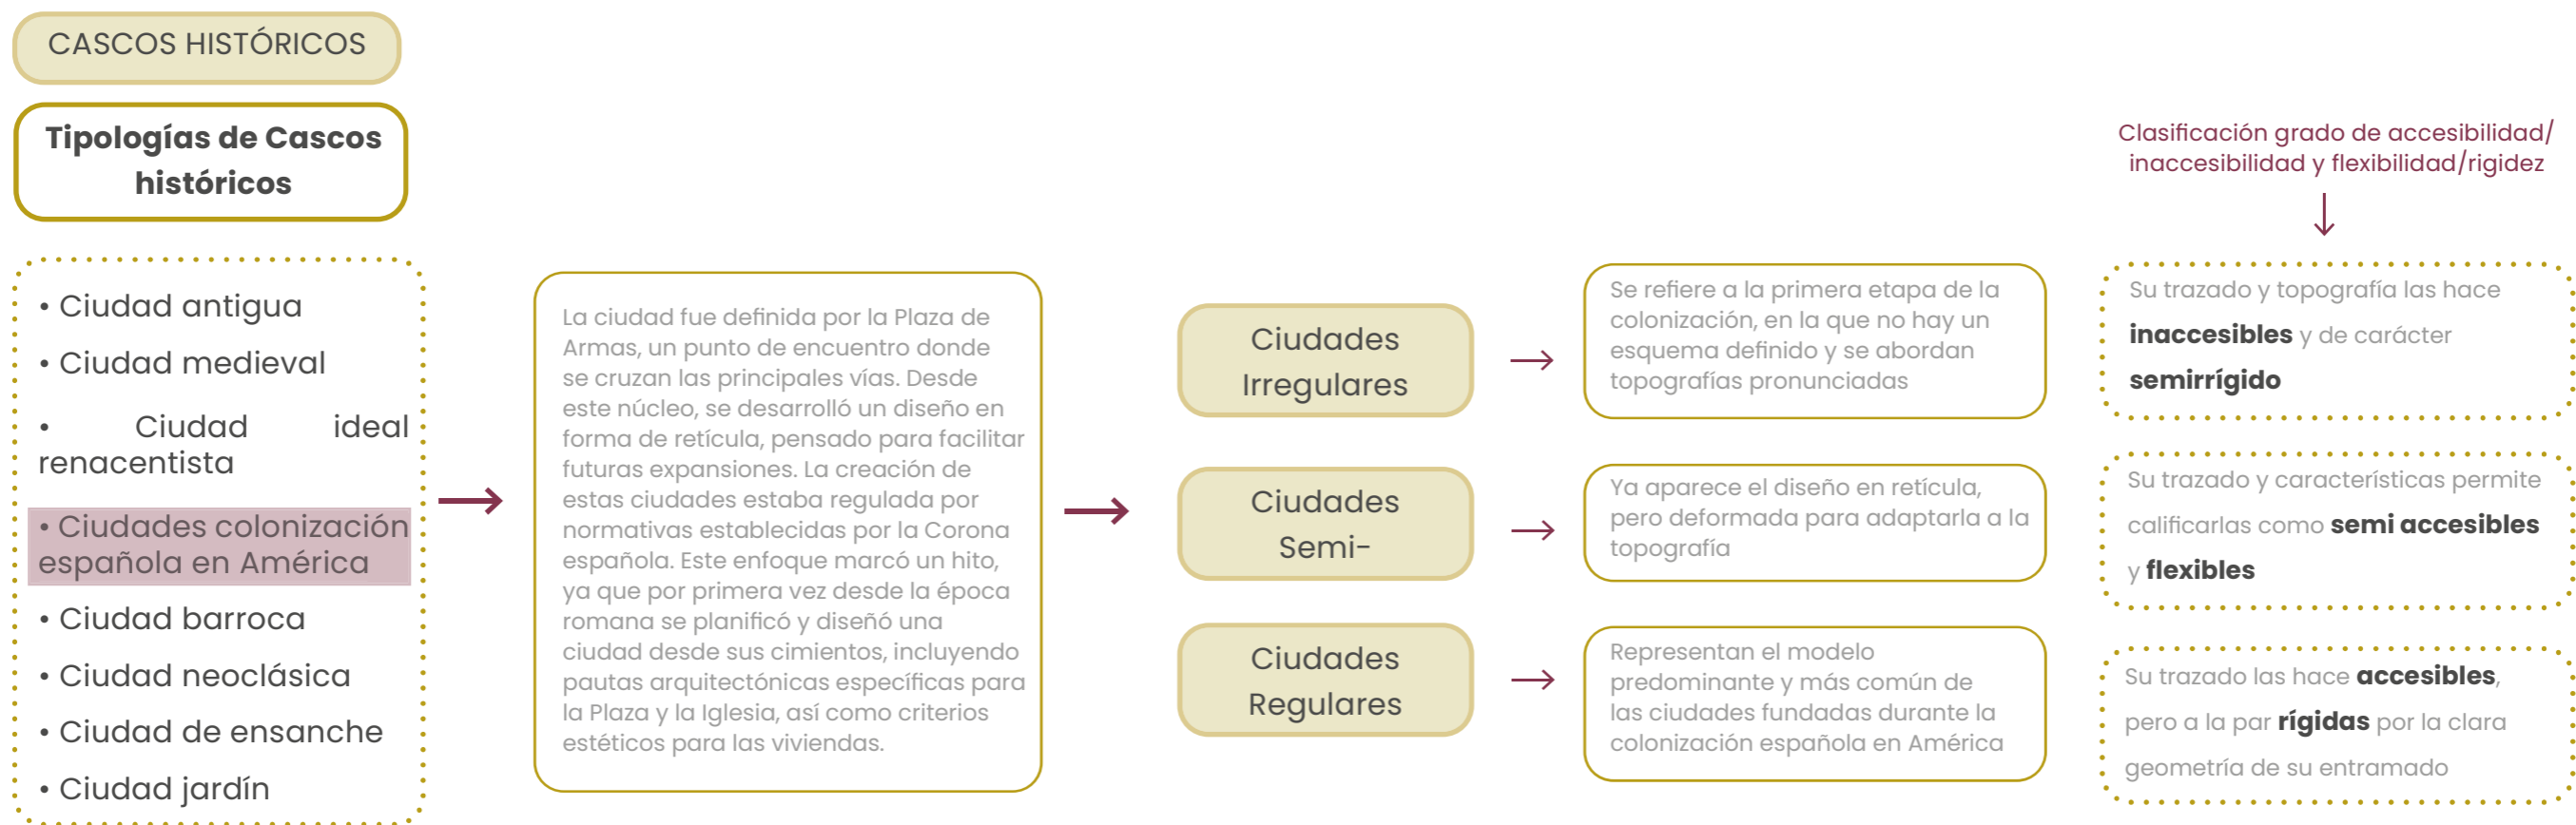 CASCOS HISTÓRICOS
Tipologías de Cascos
históricos
• Ciudad antigua
• Ciudad medieval
• Ciudad ideal
renacentista
• Ciudades colonización
española en América
• Ciudad barroca
• Ciudad neoclásica
• Ciudad de ensanche
• Ciudad jardín
La ciudad fue definida por la Plaza de
Armas, un punto de encuentro donde
se cruzan las principales vías. Desde
este núcleo, se desarrolló un diseño en
forma de retícula, pensado para facilitar
futuras expansiones. La creación de
estas ciudades estaba regulada por
normativas establecidas por la Corona
española. Este enfoque marcó un hito,
ya que por primera vez desde la época
romana se planificó y diseñó una
ciudad desde sus cimientos, incluyendo
pautas arquitectónicas específicas para
la Plaza y la Iglesia, así como criterios
estéticos para las viviendas.
Ciudades
Irregulares
Se refiere a la primera etapa de la
colonización, en la que no hay un
esquema definido y se abordan
topografías pronunciadas
Ciudades
Semi-
Ya aparece el diseño en retícula,
pero deformada para adaptarla a la
topografía
Ciudades
Regulares
Representan el modelo
predominante y más común de
las ciudades fundadas durante la
colonización española en América
Clasificación grado de accesibilidad/
inaccesibilidad y flexibilidad/rigidez
Su trazado y topografía las hace
inaccesibles y de carácter
semirrígido
Su trazado y características permite
calificarlas como semi accesibles
y flexibles
Su trazado las hace accesibles,
pero a la par rígidas por la clara
geometría de su entramado